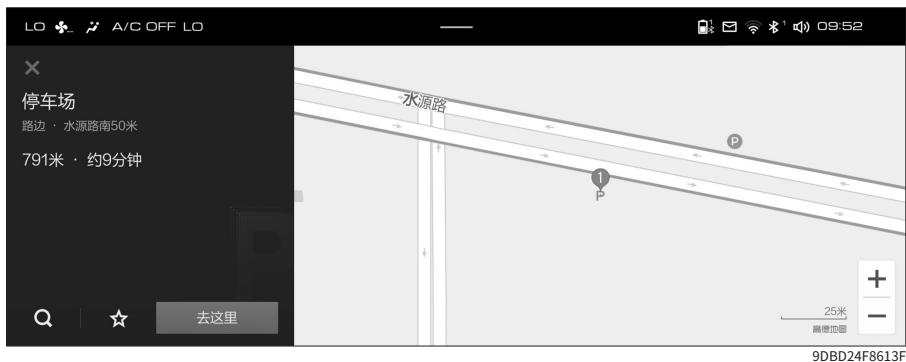 LO A/C OFF LO
1 1 09:52
停车场
路边 · 水源路南50米
791米 · 约9分钟
去这里
水源路
P
1
P
25米
高德地图
9DBD24F8613F